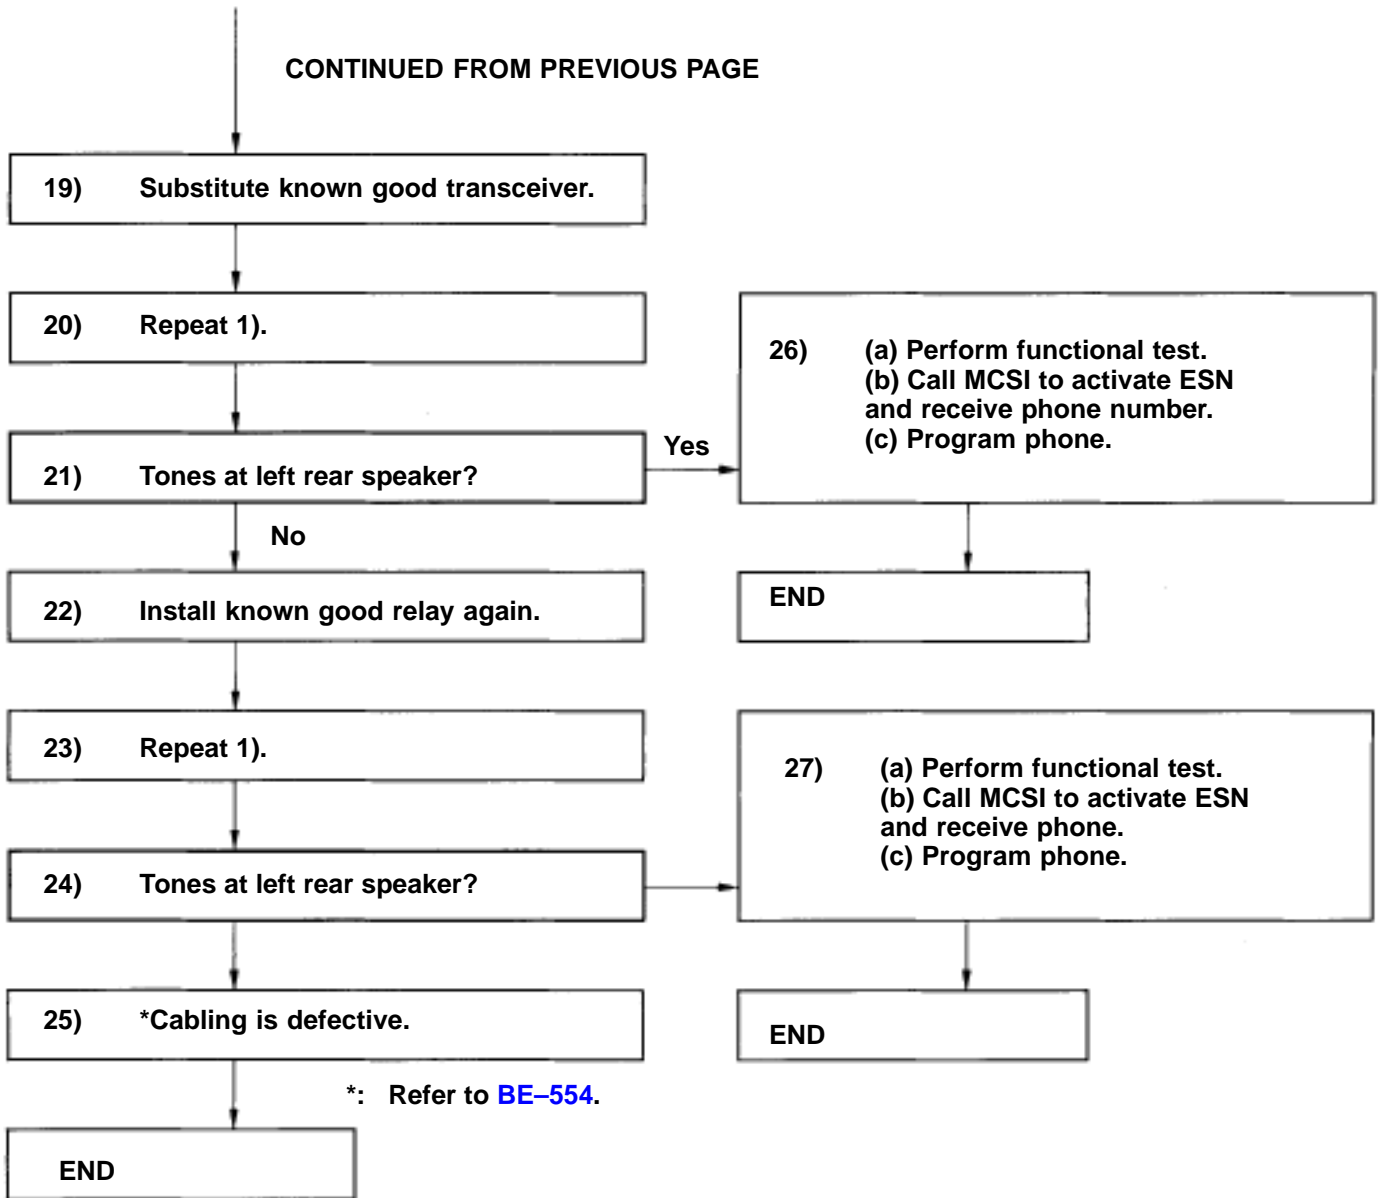 CONTINUED FROM PREVIOUS PAGE
19) Substitute known good transceiver.
20) Repeat 1).
21) Tones at left rear speaker?
Yes
26) (a) Perform functional test.
(b) Call MCSI to activate ESN
and receive phone number.
(c) Program phone.
END
No
22) Install known good relay again.
23) Repeat 1).
24) Tones at left rear speaker?
27) (a) Perform functional test.
(b) Call MCSI to activate ESN
and receive phone.
(c) Program phone.
END
25) *Cabling is defective.
*: Refer to BE–554.
END